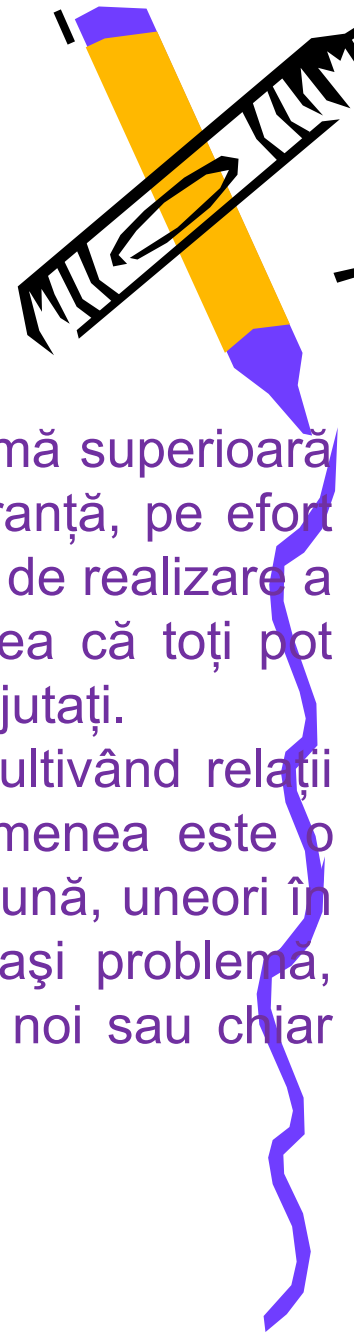 mă superioară
ranță, pe efort
de realizare a
ea că toți pot
jutați.
ultivând relații
menea este o
ună, uneori în
aşi problemă,
noi sau chiar